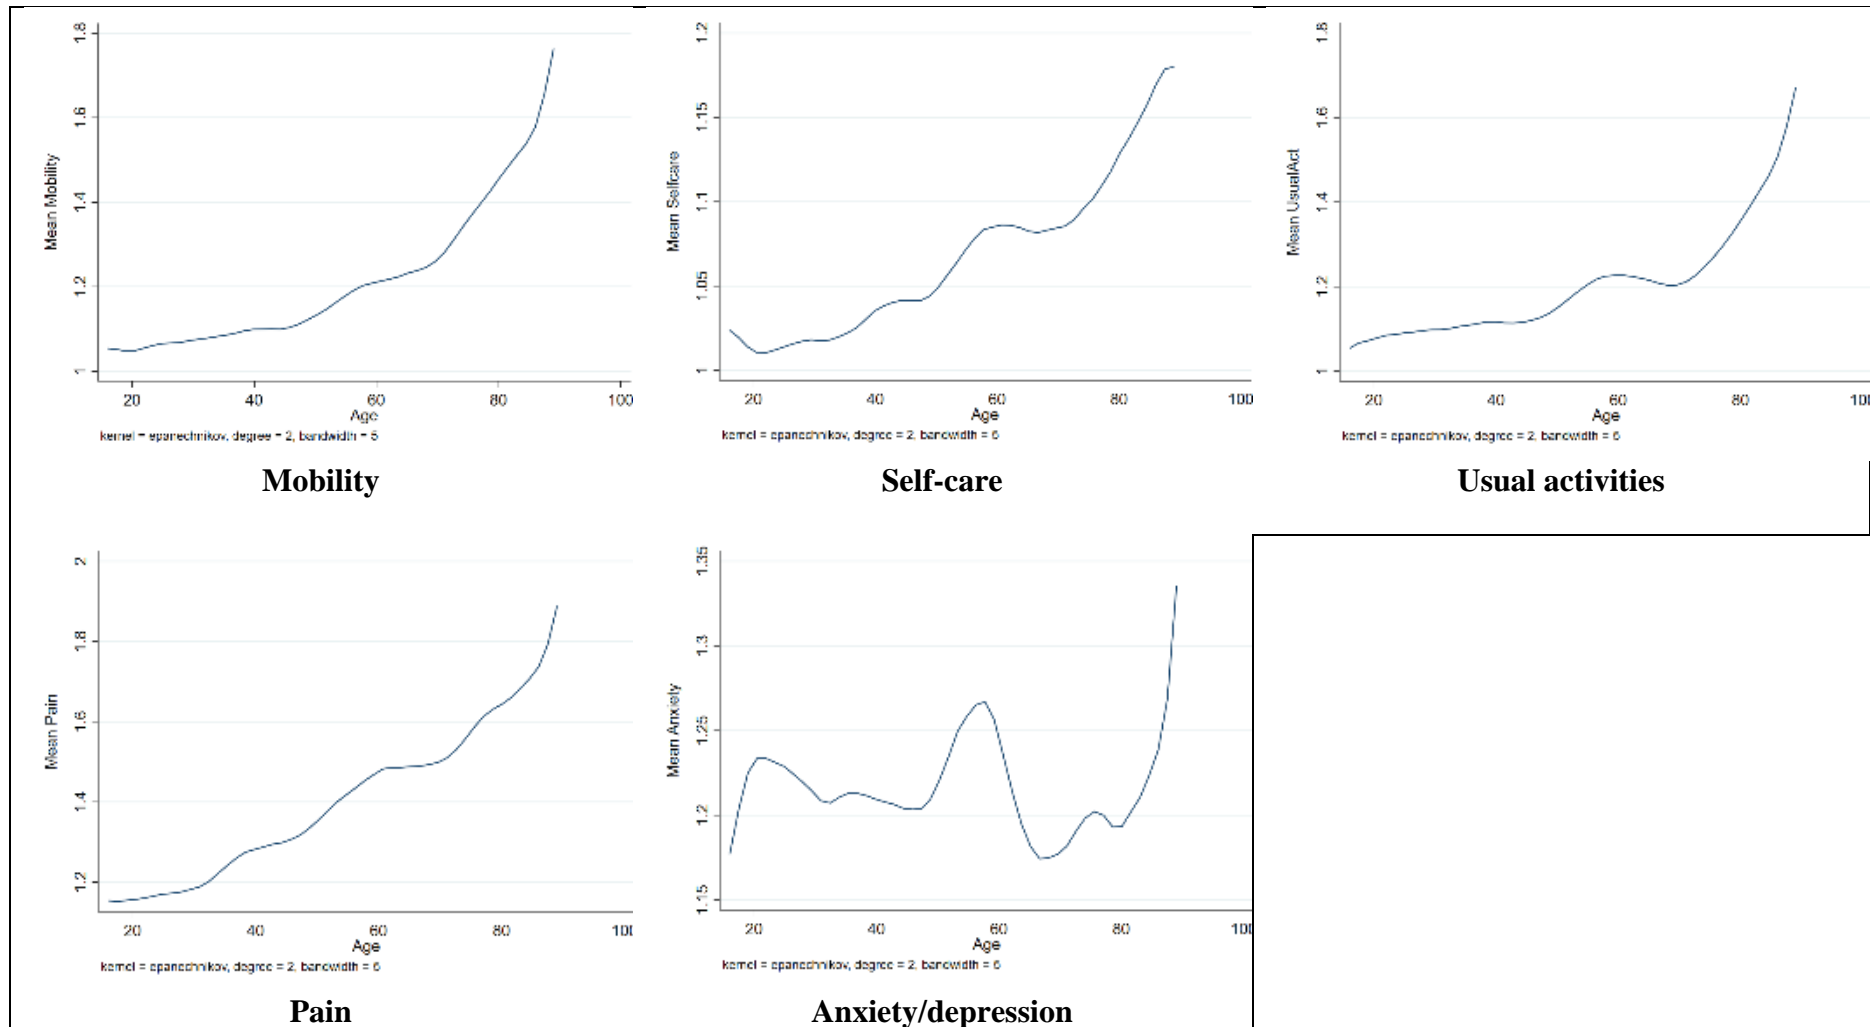 Mean Mobility
1.8
1.6
1.4
1.2
1
20 40 60 80 100
Age
kernel = epanechnikov, degree = 2, bandwidth = 5
Mobility
Mean Selfcare
1.2
1.15
1.1
1.05
1
20 40 60 80 100
Age
kernel = epanechnikov, degree = 2, bandwidth = 6
Self-care
Mean UsualAct
1.8
1.6
1.4
1.2
1
20 40 60 80
Age
kernel = epanechnikov, degree = 2, bandwidth = 6
Usual activities
Mean Pain
2
1.8
1.6
1.4
1.2
20 40 60 80 100
Age
kernel = epanechnikov, degree = 2, bandwidth = 6
Pain
Mean Anxiety
1.35
1.3
1.25
1.2
1.15
20 40 60 80 100
Age
kernel = epanechnikov, degree = 2, bandwidth = 6
Anxiety/depression